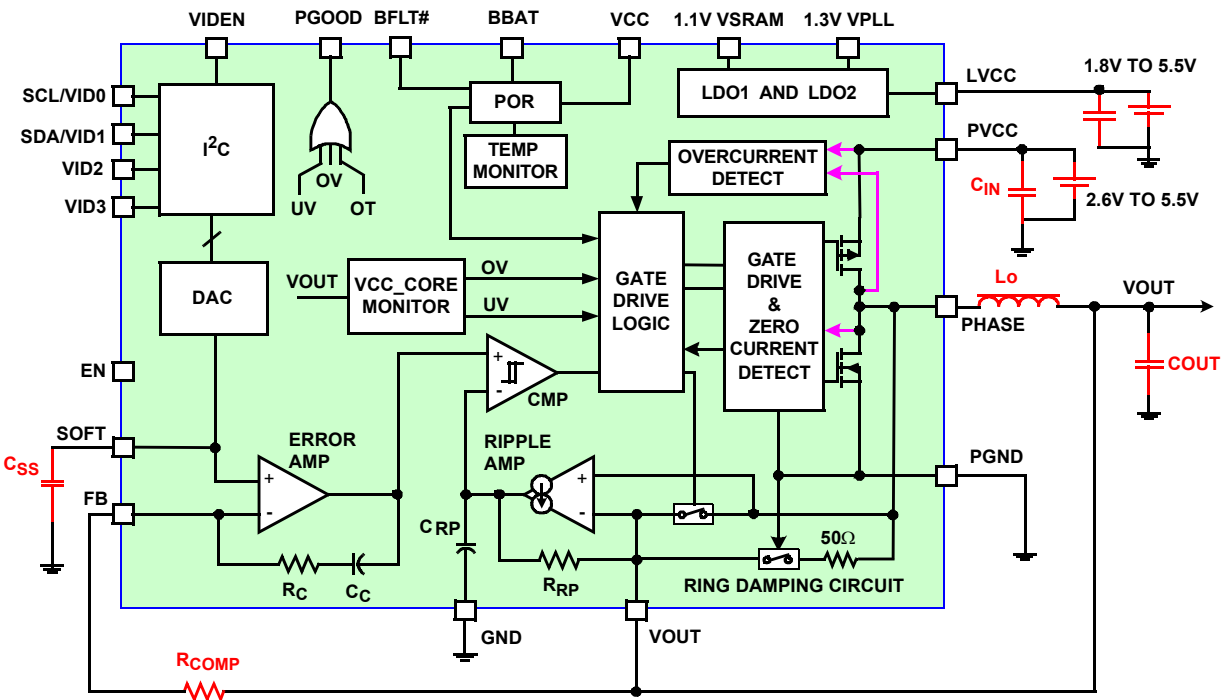 VIDEN
PGOOD
BFLT#
BBAT
VCC
1.1V VSRAM
1.3V VPLL
SCL/VID0
SDA/VID1
VID2
VID3
I²C
POR
TEMP
MONITOR
LDO1 AND LDO2
LVCC
1.8V TO 5.5V
OV
UV
OT
OVERCURRENT
DETECT
PVCC
CIN
2.6V TO 5.5V
DAC
VOUT
VCC_CORE
MONITOR
OV
UV
GATE
DRIVE
LOGIC
GATE
DRIVE
&
ZERO
CURRENT
DETECT
PHASE
Lo
VOUT
COUT
EN
+
-
CMP
SOFT
CSS
FB
ERROR
AMP
+
-
RIPPLE
AMP
+
-
PGND
CRP
RC
CC
RRP
50Ω
RING DAMPING CIRCUIT
GND
VOUT
RCOMP